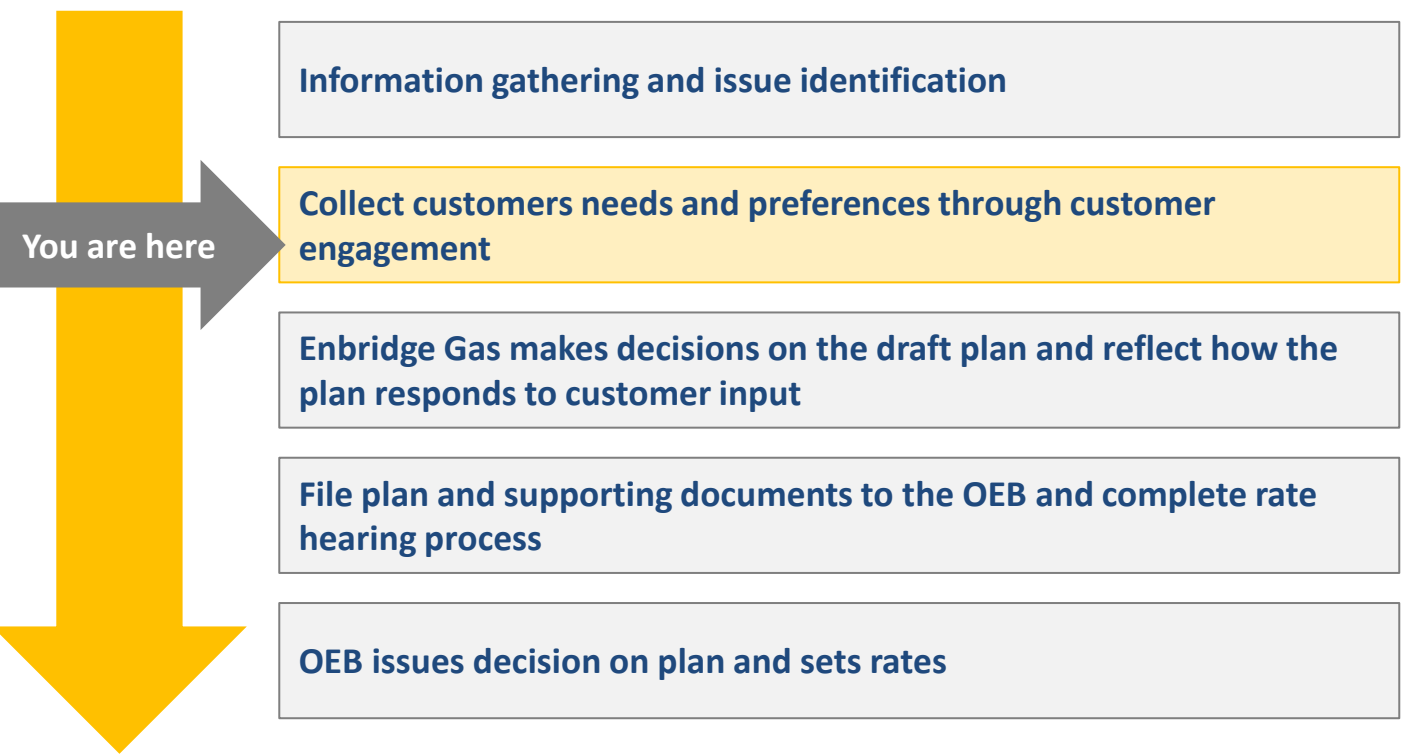 Information gathering and issue identification
Collect customers needs and preferences through customer
engagement
You are here
Enbridge Gas makes decisions on the draft plan and reflect how the
plan responds to customer input
File plan and supporting documents to the OEB and complete rate
hearing process
OEB issues decision on plan and sets rates